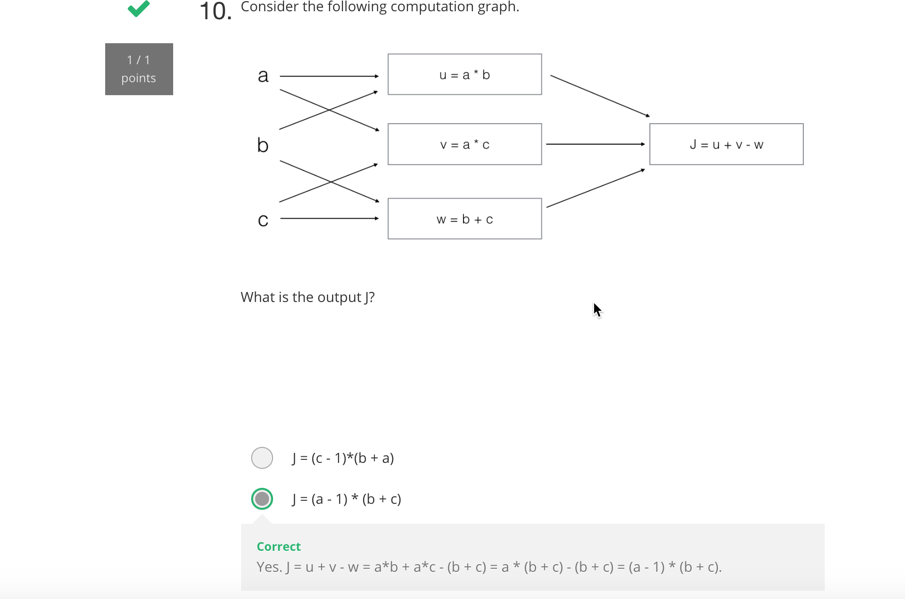 10. Consider the following computation graph.
1 / 1
points
a
u = a * b
b
v = a * c
J = u + v - w
c
w = b + c
What is the output J?
J = (c - 1)*(b + a)
J = (a - 1) * (b + c)
Correct
Yes. J = u + v - w = a*b + a*c - (b + c) = a * (b + c) - (b + c) = (a - 1) * (b + c).